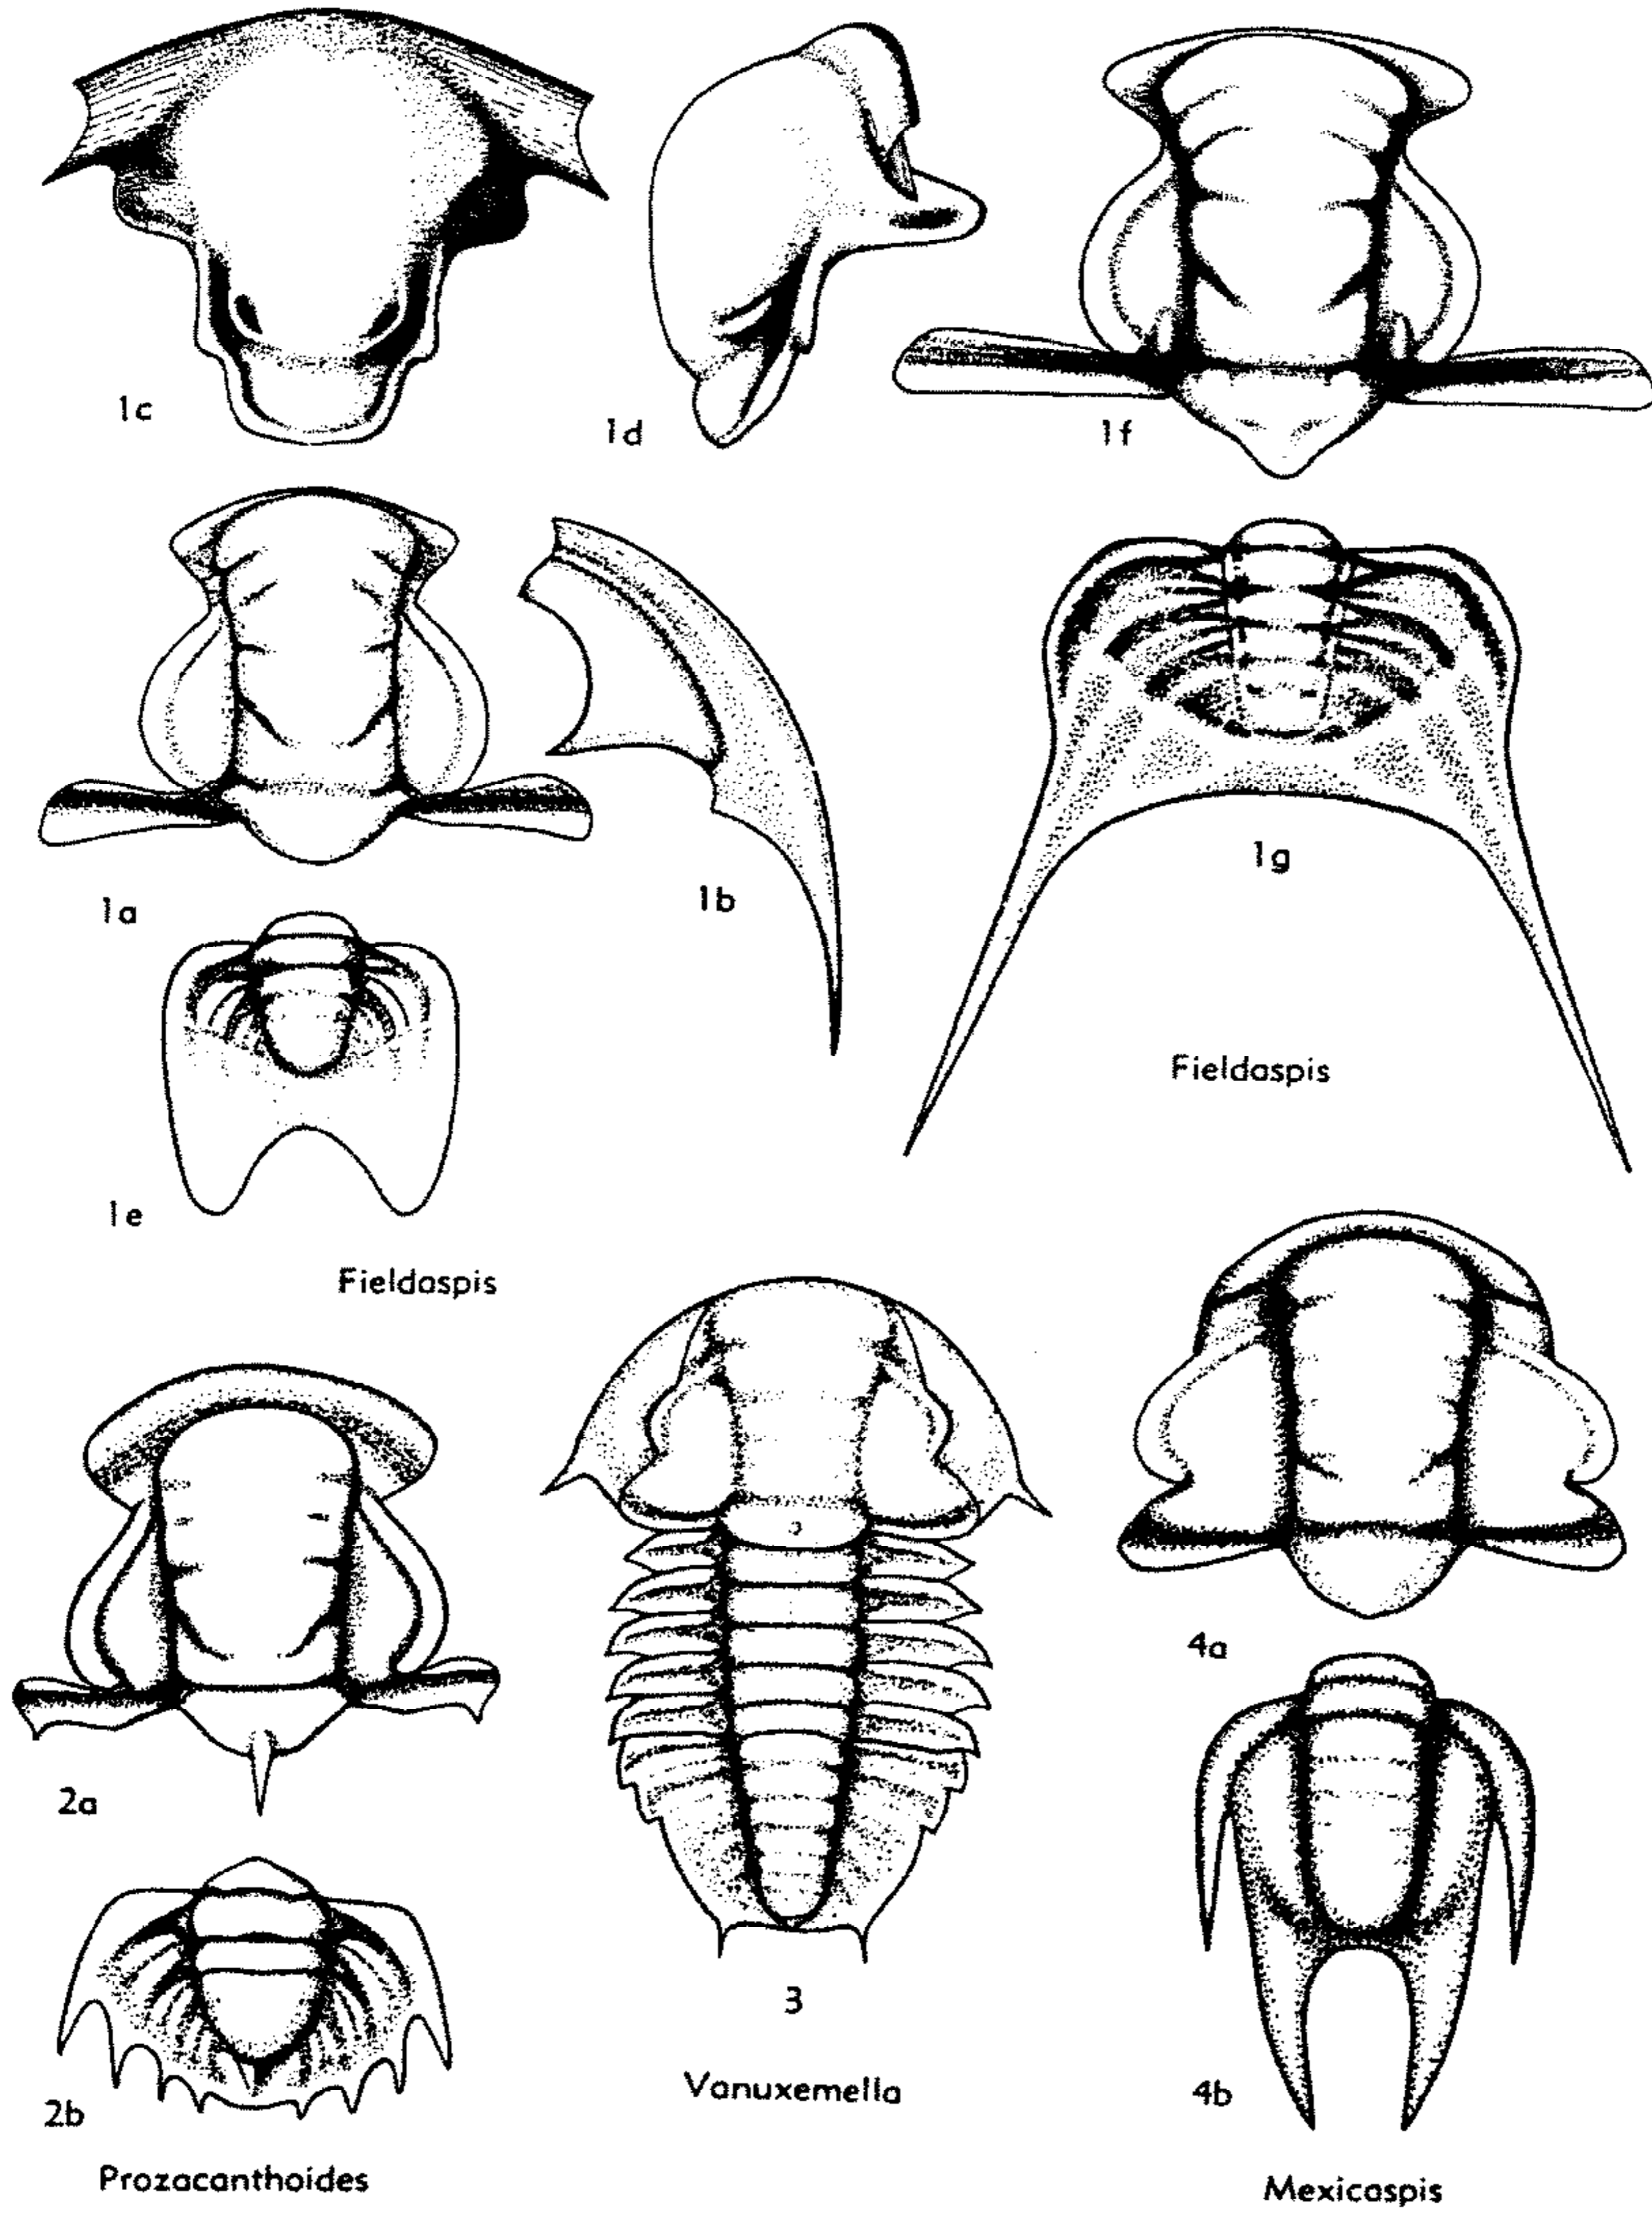 1c
1d
1f
1a
1b
1g
Fieldaspis
1e
Fieldaspis
2a
3
4a
2b
Vanuxemella
4b
Prozacanthoides
Mexicaspis